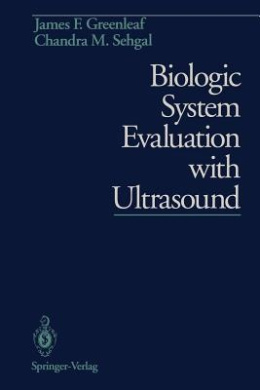 James F. Greenleaf
Chandra M. Sehgal
Biologic
System
Evaluation
with
Ultrasound
Springer-Verlag